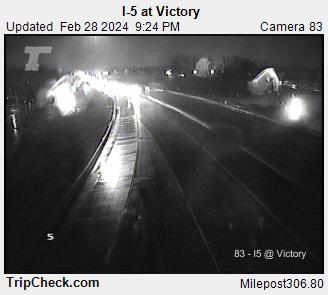 I-5 at Victory
Updated Feb 28 2024 9:24 PM Camera 83
T
S
83 - I5 @ Victory
TripCheck.com Milepost306.80